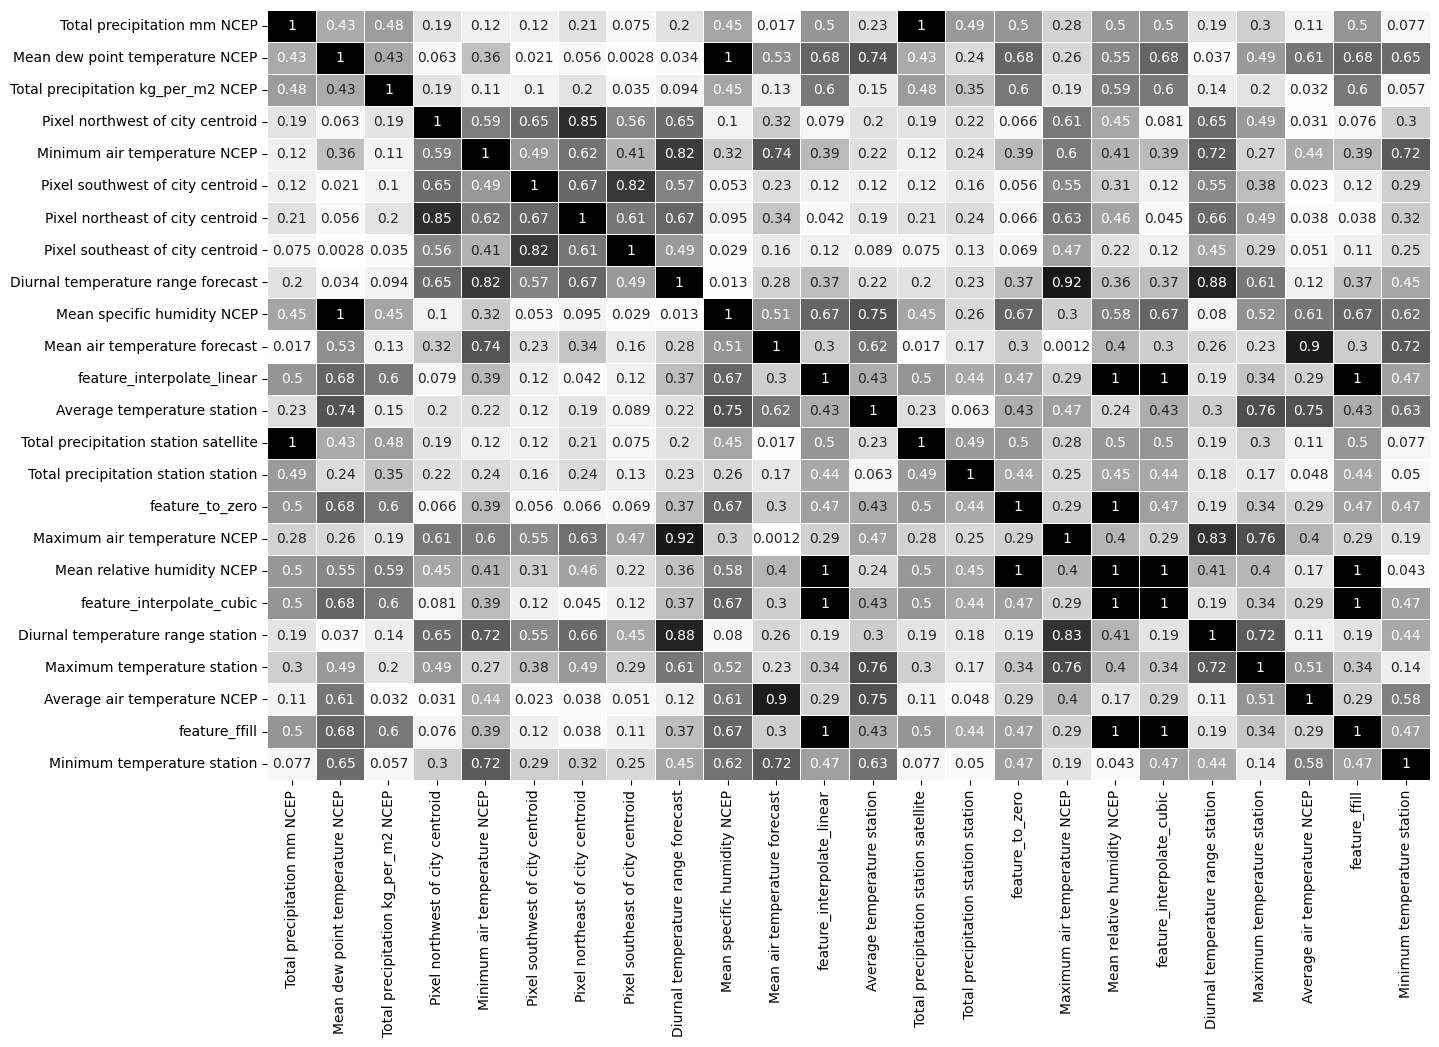 Total precipitation mm NCEP 1 0.43 0.48 0.19 0.12 0.12 0.21 0.075 0.2 0.45 0.017 0.5 0.23 1 0.49 0.5 0.28 0.5 0.5 0.19 0.3 0.11 0.5 0.077
Mean dew point temperature NCEP 0.43 1 0.43 0.063 0.36 0.021 0.056 0.0028 0.034 1 0.53 0.68 0.74 0.43 0.24 0.68 0.26 0.55 0.68 0.037 0.49 0.61 0.68 0.65
Total precipitation kg_per_m2 NCEP 0.48 0.43 1 0.19 0.11 0.1 0.2 0.035 0.094 0.45 0.13 0.6 0.15 0.48 0.35 0.6 0.19 0.59 0.6 0.14 0.2 0.032 0.6 0.057
Pixel northwest of city centroid 0.19 0.063 0.19 1 0.59 0.65 0.85 0.56 0.65 0.1 0.32 0.079 0.2 0.19 0.22 0.066 0.61 0.45 0.081 0.65 0.49 0.031 0.076 0.3
Minimum air temperature NCEP 0.12 0.36 0.11 0.59 1 0.49 0.62 0.41 0.82 0.32 0.74 0.39 0.22 0.12 0.24 0.39 0.6 0.41 0.39 0.72 0.27 0.44 0.39 0.72
Pixel southwest of city centroid 0.12 0.021 0.1 0.65 0.49 1 0.67 0.82 0.57 0.053 0.23 0.12 0.12 0.12 0.16 0.056 0.55 0.31 0.12 0.55 0.38 0.023 0.12 0.29
Pixel northeast of city centroid 0.21 0.056 0.2 0.85 0.62 0.67 1 0.61 0.67 0.095 0.34 0.042 0.19 0.21 0.24 0.066 0.63 0.46 0.045 0.66 0.49 0.038 0.038 0.32
Pixel southeast of city centroid 0.075 0.0028 0.035 0.56 0.41 0.82 0.61 1 0.49 0.029 0.16 0.12 0.089 0.075 0.13 0.069 0.47 0.22 0.12 0.45 0.29 0.051 0.11 0.25
Diurnal temperature range forecast 0.2 0.034 0.094 0.65 0.82 0.57 0.67 0.49 1 0.013 0.28 0.37 0.22 0.2 0.23 0.37 0.92 0.36 0.37 0.88 0.61 0.12 0.37 0.45
Mean specific humidity NCEP 0.45 1 0.45 0.1 0.32 0.053 0.095 0.029 0.013 1 0.51 0.67 0.75 0.45 0.26 0.67 0.3 0.58 0.67 0.08 0.52 0.61 0.67 0.62
Mean air temperature forecast 0.017 0.53 0.13 0.32 0.74 0.23 0.34 0.16 0.28 0.51 1 0.3 0.62 0.017 0.17 0.3 0.0012 0.4 0.3 0.26 0.23 0.9 0.3 0.72
feature_interpolate_linear 0.5 0.68 0.6 0.079 0.39 0.12 0.042 0.12 0.37 0.67 0.3 1 0.43 0.5 0.44 0.47 0.29 1 1 0.19 0.34 0.29 1 0.47
Average temperature station 0.23 0.74 0.15 0.2 0.22 0.12 0.19 0.089 0.22 0.75 0.62 0.43 1 0.23 0.063 0.43 0.47 0.24 0.43 0.3 0.76 0.75 0.43 0.63
Total precipitation station satellite 1 0.43 0.48 0.19 0.12 0.12 0.21 0.075 0.2 0.45 0.017 0.5 0.23 1 0.49 0.5 0.28 0.5 0.5 0.19 0.3 0.11 0.5 0.077
Total precipitation station station 0.49 0.24 0.35 0.22 0.24 0.16 0.24 0.13 0.23 0.26 0.17 0.44 0.063 0.49 1 0.44 0.25 0.45 0.44 0.18 0.17 0.048 0.44 0.05
feature_to_zero 0.5 0.68 0.6 0.066 0.39 0.056 0.066 0.069 0.37 0.67 0.3 0.47 0.43 0.5 0.44 1 0.29 1 0.47 0.19 0.34 0.29 0.47 0.47
Maximum air temperature NCEP 0.28 0.26 0.19 0.61 0.6 0.55 0.63 0.47 0.92 0.3 0.0012 0.29 0.47 0.28 0.25 0.29 1 0.4 0.29 0.83 0.76 0.4 0.29 0.19
Mean relative humidity NCEP 0.5 0.55 0.59 0.45 0.41 0.31 0.46 0.22 0.36 0.58 0.4 1 0.24 0.5 0.45 1 0.4 1 1 0.41 0.4 0.17 1 0.043
feature_interpolate_cubic 0.5 0.68 0.6 0.081 0.39 0.12 0.045 0.12 0.37 0.67 0.3 1 0.43 0.5 0.44 0.47 0.29 1 1 0.19 0.34 0.29 1 0.47
Diurnal temperature range station 0.19 0.037 0.14 0.65 0.72 0.55 0.66 0.45 0.88 0.08 0.26 0.19 0.3 0.19 0.18 0.19 0.83 0.41 0.19 1 0.72 0.11 0.19 0.44
Maximum temperature station 0.3 0.49 0.2 0.49 0.27 0.38 0.49 0.29 0.61 0.52 0.23 0.34 0.76 0.3 0.17 0.34 0.76 0.4 0.34 0.72 1 0.51 0.34 0.14
Average air temperature NCEP 0.11 0.61 0.032 0.031 0.44 0.023 0.038 0.051 0.12 0.61 0.9 0.29 0.75 0.11 0.048 0.29 0.4 0.17 0.29 0.11 0.51 1 0.29 0.58
feature_ffill 0.5 0.68 0.6 0.076 0.39 0.12 0.038 0.11 0.37 0.67 0.3 1 0.43 0.5 0.44 0.47 0.29 1 1 0.19 0.34 0.29 1 0.47
Minimum temperature station 0.077 0.65 0.057 0.3 0.72 0.29 0.32 0.25 0.45 0.62 0.72 0.47 0.63 0.077 0.05 0.47 0.19 0.043 0.47 0.44 0.14 0.58 0.47 1
Total precipitation mm NCEP
Mean dew point temperature NCEP
Total precipitation kg_per_m2 NCEP
Pixel northwest of city centroid
Minimum air temperature NCEP
Pixel southwest of city centroid
Pixel northeast of city centroid
Pixel southeast of city centroid
Diurnal temperature range forecast
Mean specific humidity NCEP
Mean air temperature forecast
feature_interpolate_linear
Average temperature station
Total precipitation station satellite
Total precipitation station station
feature_to_zero
Maximum air temperature NCEP
Mean relative humidity NCEP
feature_interpolate_cubic
Diurnal temperature range station
Maximum temperature station
Average air temperature NCEP
feature_ffill
Minimum temperature station